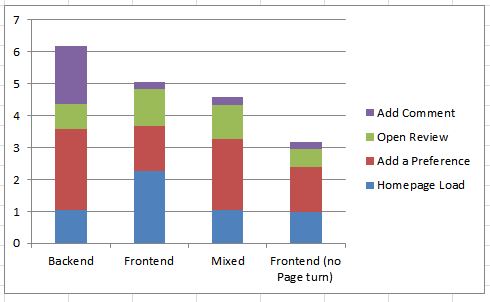 7
6
5
4
3
2
1
0
Backend
Frontend
Mixed
Frontend (no
Page turn)
Add Comment
Open Review
Add a Preference
Homepage Load